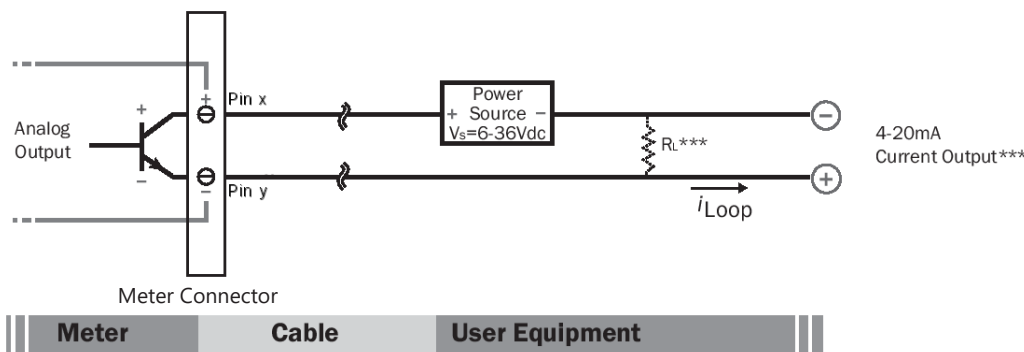 Pin x
Power
+ Source −
Vs=6-36Vdc
Analog
Output
+
−
+
−
RL***
4-20mA
Current Output***
−
+
Pin y
iLoop
Meter Connector
Meter
Cable
User Equipment